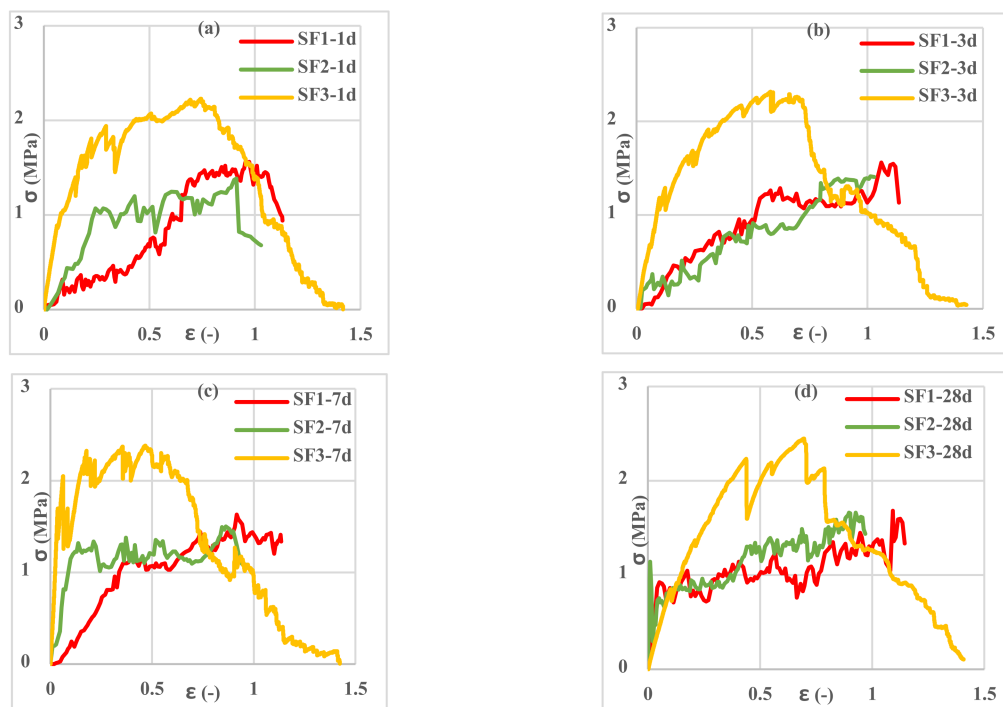 (a)
SF1-1d
SF2-1d
SF3-1d
3
2
1
0
σ (MPa)
0
0.5
1
1.5
ε (-)
(b)
SF1-3d
SF2-3d
SF3-3d
3
2
1
0
σ (MPa)
0
0.5
1
1.5
ε (-)
(c)
SF1-7d
SF2-7d
SF3-7d
3
2
1
0
σ (MPa)
0
0.5
1
1.5
ε (-)
(d)
SF1-28d
SF2-28d
SF3-28d
3
2
1
0
σ (MPa)
0
0.5
1
1.5
ε (-)